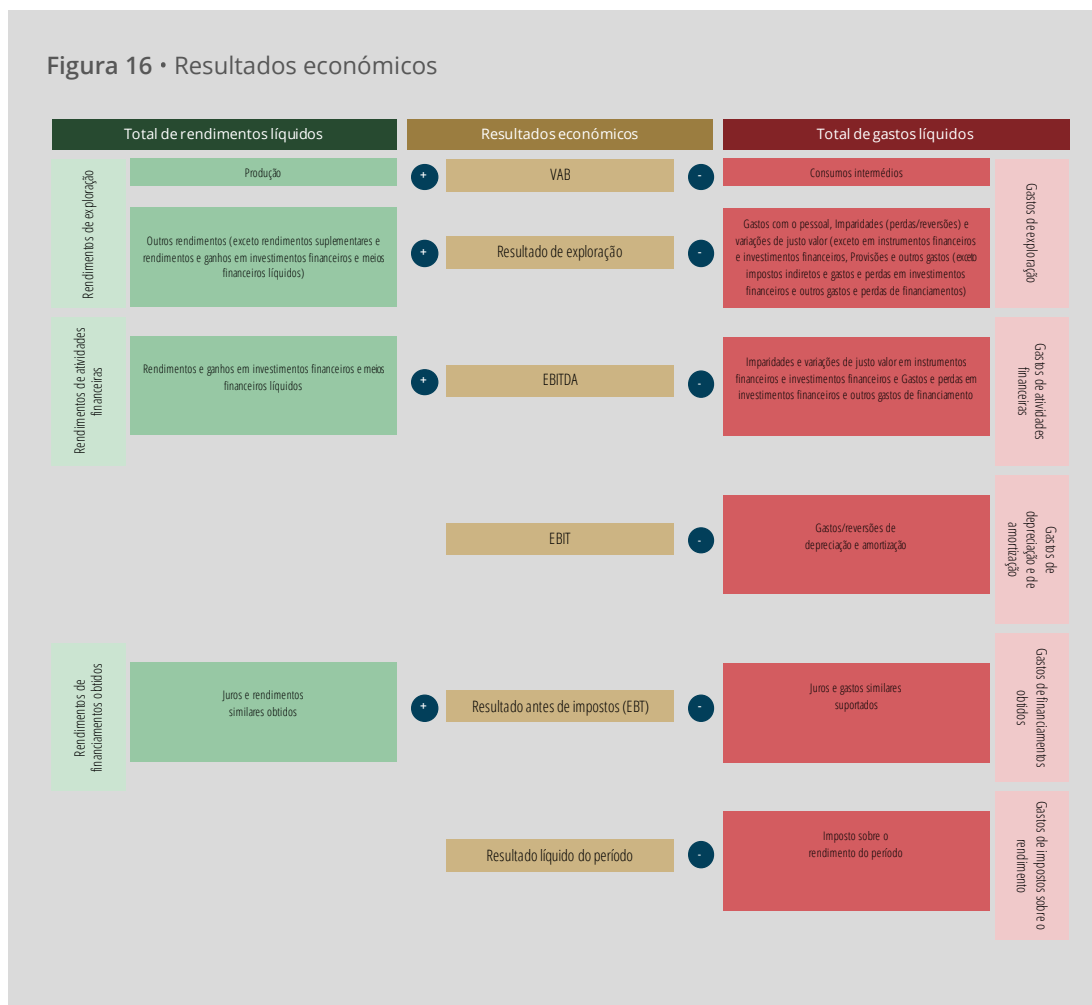 Figura 16 • Resultados económicos
Total de rendimentos líquidos
Resultados económicos
Total de gastos líquidos
Rendimentos de exploração
Produção
+
VAB
-
Consumos intermédios
Gastos de exploração
Outros rendimentos (exceto rendimentos suplementares e
rendimentos e ganhos em investimentos financeiros e meios
financeiros líquidos)
+
Resultado de exploração
-
Gastos com o pessoal, Imparidades (perdas/reversões) e
variações de justo valor (exceto em instrumentos financeiros
e investimentos financeiros, Provisões e outros gastos (exceto
impostos indiretos e gastos e perdas em investimentos
financeiros e outros gastos e perdas de financiamentos)
Rendimentos de atividades
financeiras
Rendimentos e ganhos em investimentos financeiros e meios
financeiros líquidos
+
EBITDA
-
Imparidades e variações de justo valor em instrumentos
financeiros e investimentos financeiros e Gastos e perdas em
investimentos financeiros e outros gastos de financiamento
Gastos de atividades
financeiras
EBIT
-
Gastos/reversões de
depreciação e amortização
Gastos de
depreciação e de
amortização
Rendimentos de
financiamentos obtidos
Juros e rendimentos
similares obtidos
+
Resultado antes de impostos (EBT)
-
Juros e gastos similares
suportados
Gastos de financiamentos
obtidos
Resultado líquido do período
-
Imposto sobre o
rendimento do período
Gastos de impostos sobre o
rendimento